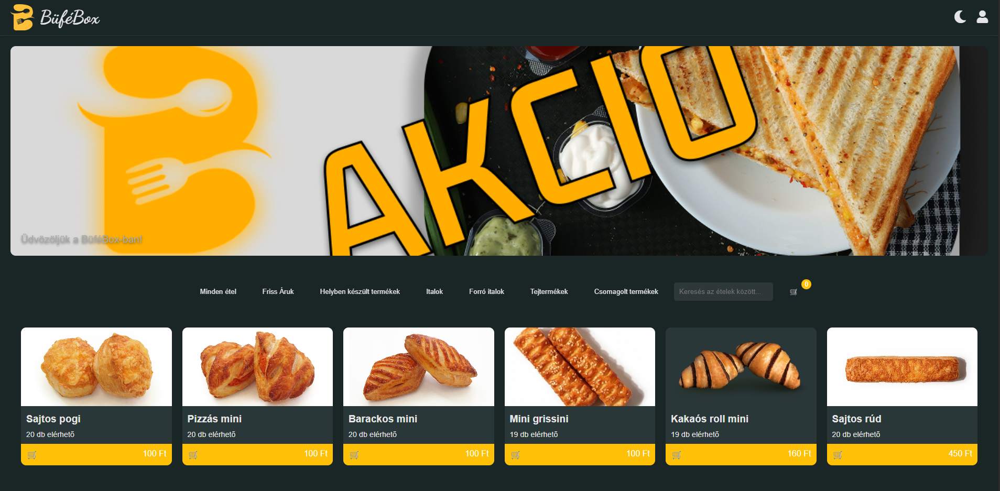 BüféBox
AKCIÓ
Üdvözöljük a BüféBox-ban!
Minden étel
Friss Áruk
Helyben készült termékek
Italok
Forró italok
Tejtermékek
Csomagolt termékek
Keresés az ételek között...
0
Sajtos pogi
20 db elérhető
100 Ft
Pizzás mini
20 db elérhető
100 Ft
Barackos mini
20 db elérhető
100 Ft
Mini grissini
19 db elérhető
100 Ft
Kakaós roll mini
19 db elérhető
160 Ft
Sajtos rúd
20 db elérhető
450 Ft